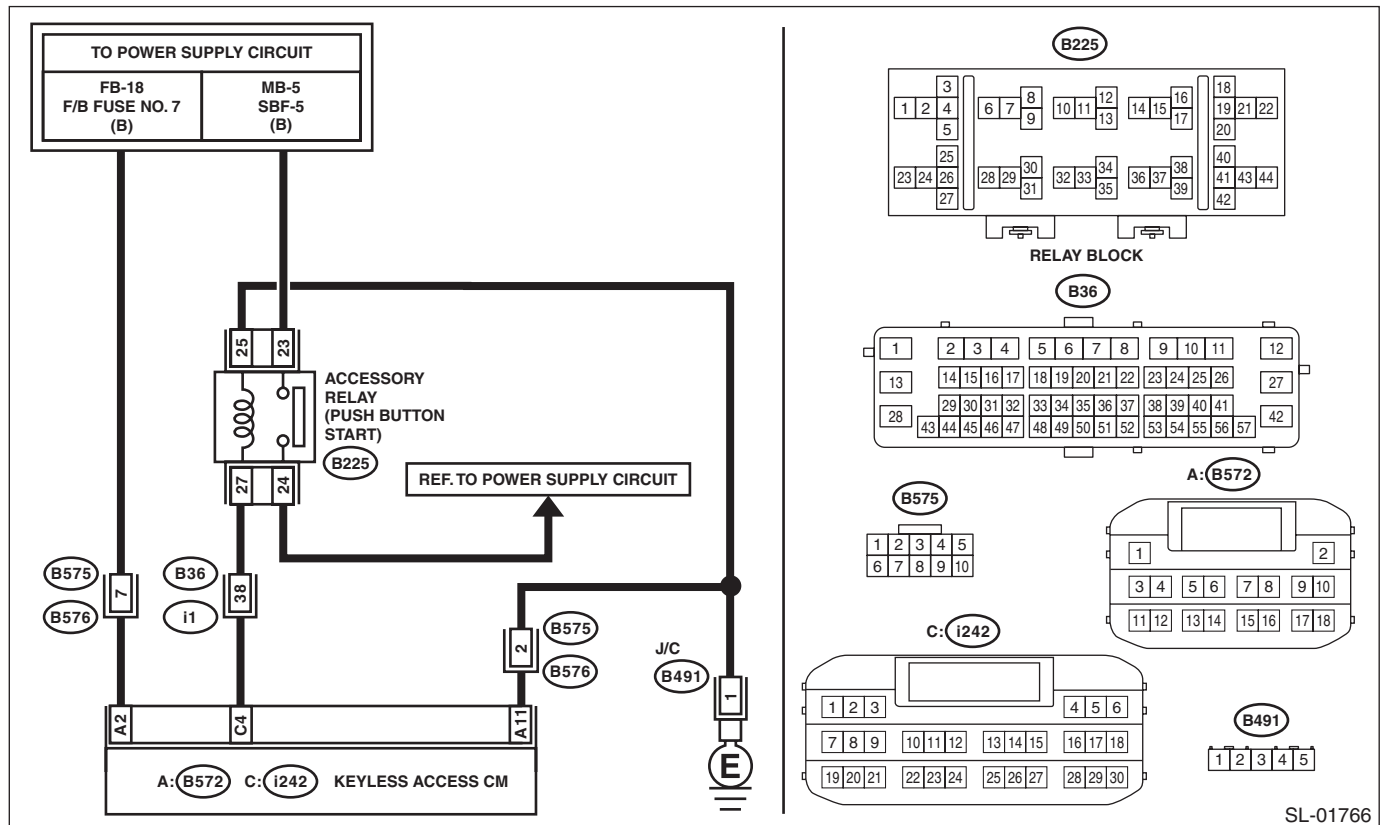 TO POWER SUPPLY CIRCUIT
FB-18
F/B FUSE NO. 7
(B)
MB-5
SBF-5
(B)
25
23
ACCESSORY
RELAY
(PUSH BUTTON
START)
B225
27
24
REF. TO POWER SUPPLY CIRCUIT
B575
7
B576
B36
38
i1
B575
2
B576
J/C
B491
1
E
A2
C4
A11
A: B572 C: i242 KEYLESS ACCESS CM
B225
3 8 12 16 18
1 2 4 6 7 10 11 14 15 19 21 22
5 9 13 17 20
25 30 34 38 40
23 24 26 28 29 32 33 36 37 41 43 44
27 31 35 39 42
RELAY BLOCK
B36
1 2 3 4 5 6 7 8 9 10 11 12
13 14 15 16 17 18 19 20 21 22 23 24 25 26 27
28 29 30 31 32 33 34 35 36 37 38 39 40 41 42
43 44 45 46 47 48 49 50 51 52 53 54 55 56 57
B575
1 2 3 4 5
6 7 8 9 10
A: B572
1 2
3 4 5 6 7 8 9 10
11 12 13 14 15 16 17 18
C: i242
1 2 3 4 5 6
7 8 9 10 11 12 13 14 15 16 17 18
19 20 21 22 23 24 25 26 27 28 29 30
B491
1 2 3 4 5
SL-01766